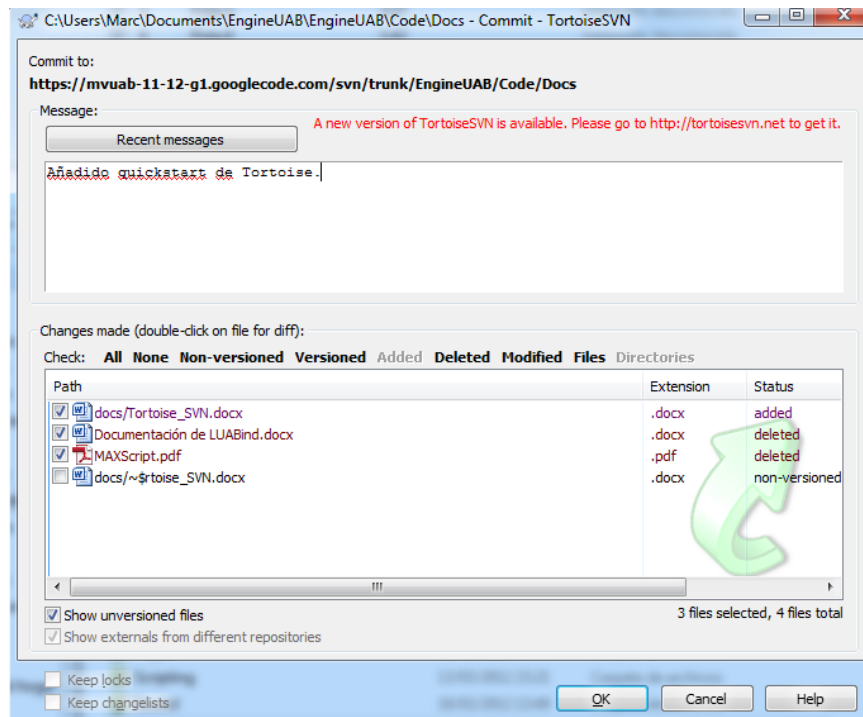 C:\Users\Marc\Documents\EngineUAB\EngineUAB\Code\Docs - Commit - TortoiseSVN
Commit to:
https://mvuab-11-12-g1.googlecode.com/svn/trunk/EngineUAB/Code/Docs
Message:
A new version of TortoiseSVN is available. Please go to http://tortoisesvn.net to get it.
Recent messages
Añadido quickstart de Tortoise.
Changes made (double-click on file for diff):
Check: All None Non-versioned Versioned Added Deleted Modified Files Directories
Path Extension Status
docs/Tortoise_SVN.docx .docx added
Documentación de LUABind.docx .docx deleted
MAXScript.pdf .pdf deleted
docs/~$rtoise_SVN.docx .docx non-versioned
Show unversioned files 3 files selected, 4 files total
Show externals from different repositories
Keep locks
Keep changelists
OK Cancel Help